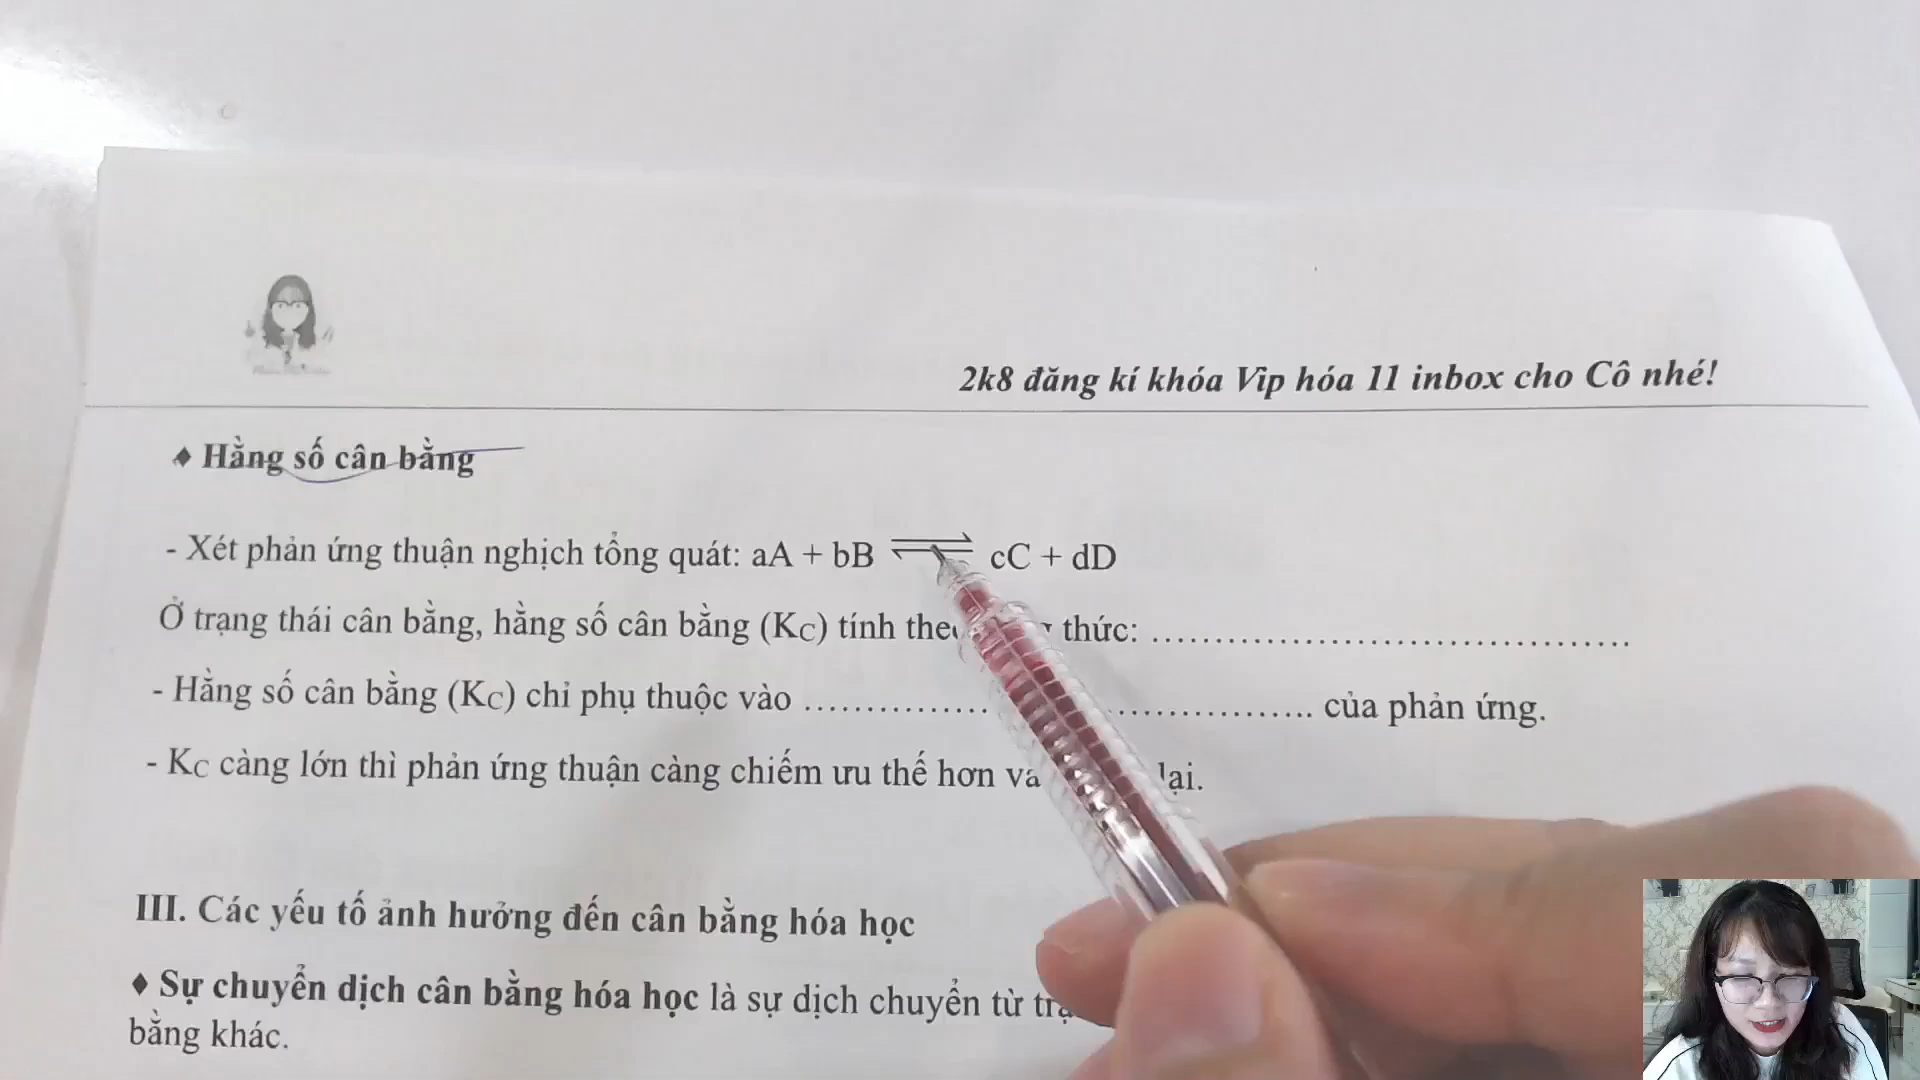 2k8 đăng kí khóa Vip hóa 11 inbox cho Cô nhé!
♦ Hằng số cân bằng
- Xét phản ứng thuận nghịch tổng quát: aA + bB ⇌ cC + dD
Ở trạng thái cân bằng, hằng số cân bằng (KC) tính thức: ..........................................
- Hằng số cân bằng (KC) chỉ phụ thuộc vào .......................................... của phản ứng.
- KC càng lớn thì phản ứng thuận càng chiếm ưu thế hơn lại.
III. Các yếu tố ảnh hưởng đến cân bằng hóa học
♦ Sự chuyển dịch cân bằng hóa học là sự dịch chuyển từ
bằng khác.